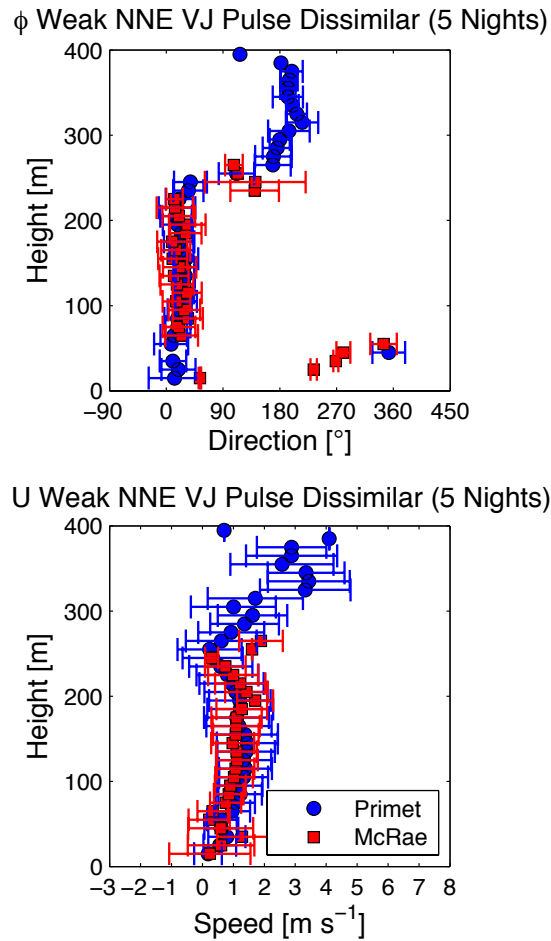 ϕ Weak NNE VJ Pulse Dissimilar (5 Nights)
400
300
200
100
0
Height [m]
-90 0 90 180 270 360 450
Direction [°]
U Weak NNE VJ Pulse Dissimilar (5 Nights)
400
300
200
100
0
Height [m]
Primet
McRae
−3 −2 −1 0 1 2 3 4 5 6 7 8
Speed [m s⁻¹]